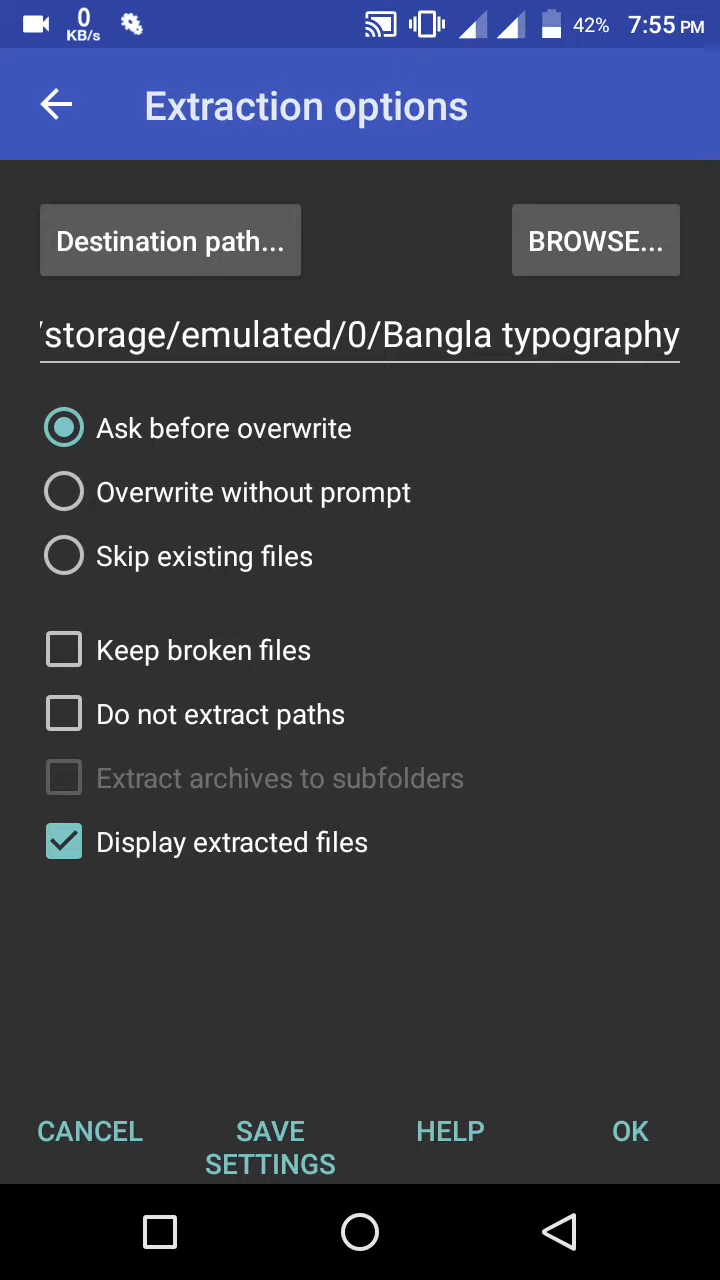 0
KB/s
42%
7:55 PM
Extraction options
Destination path...
BROWSE...
/storage/emulated/0/Bangla typography
Ask before overwrite
Overwrite without prompt
Skip existing files
Keep broken files
Do not extract paths
Extract archives to subfolders
Display extracted files
CANCEL
SAVE
SETTINGS
HELP
OK